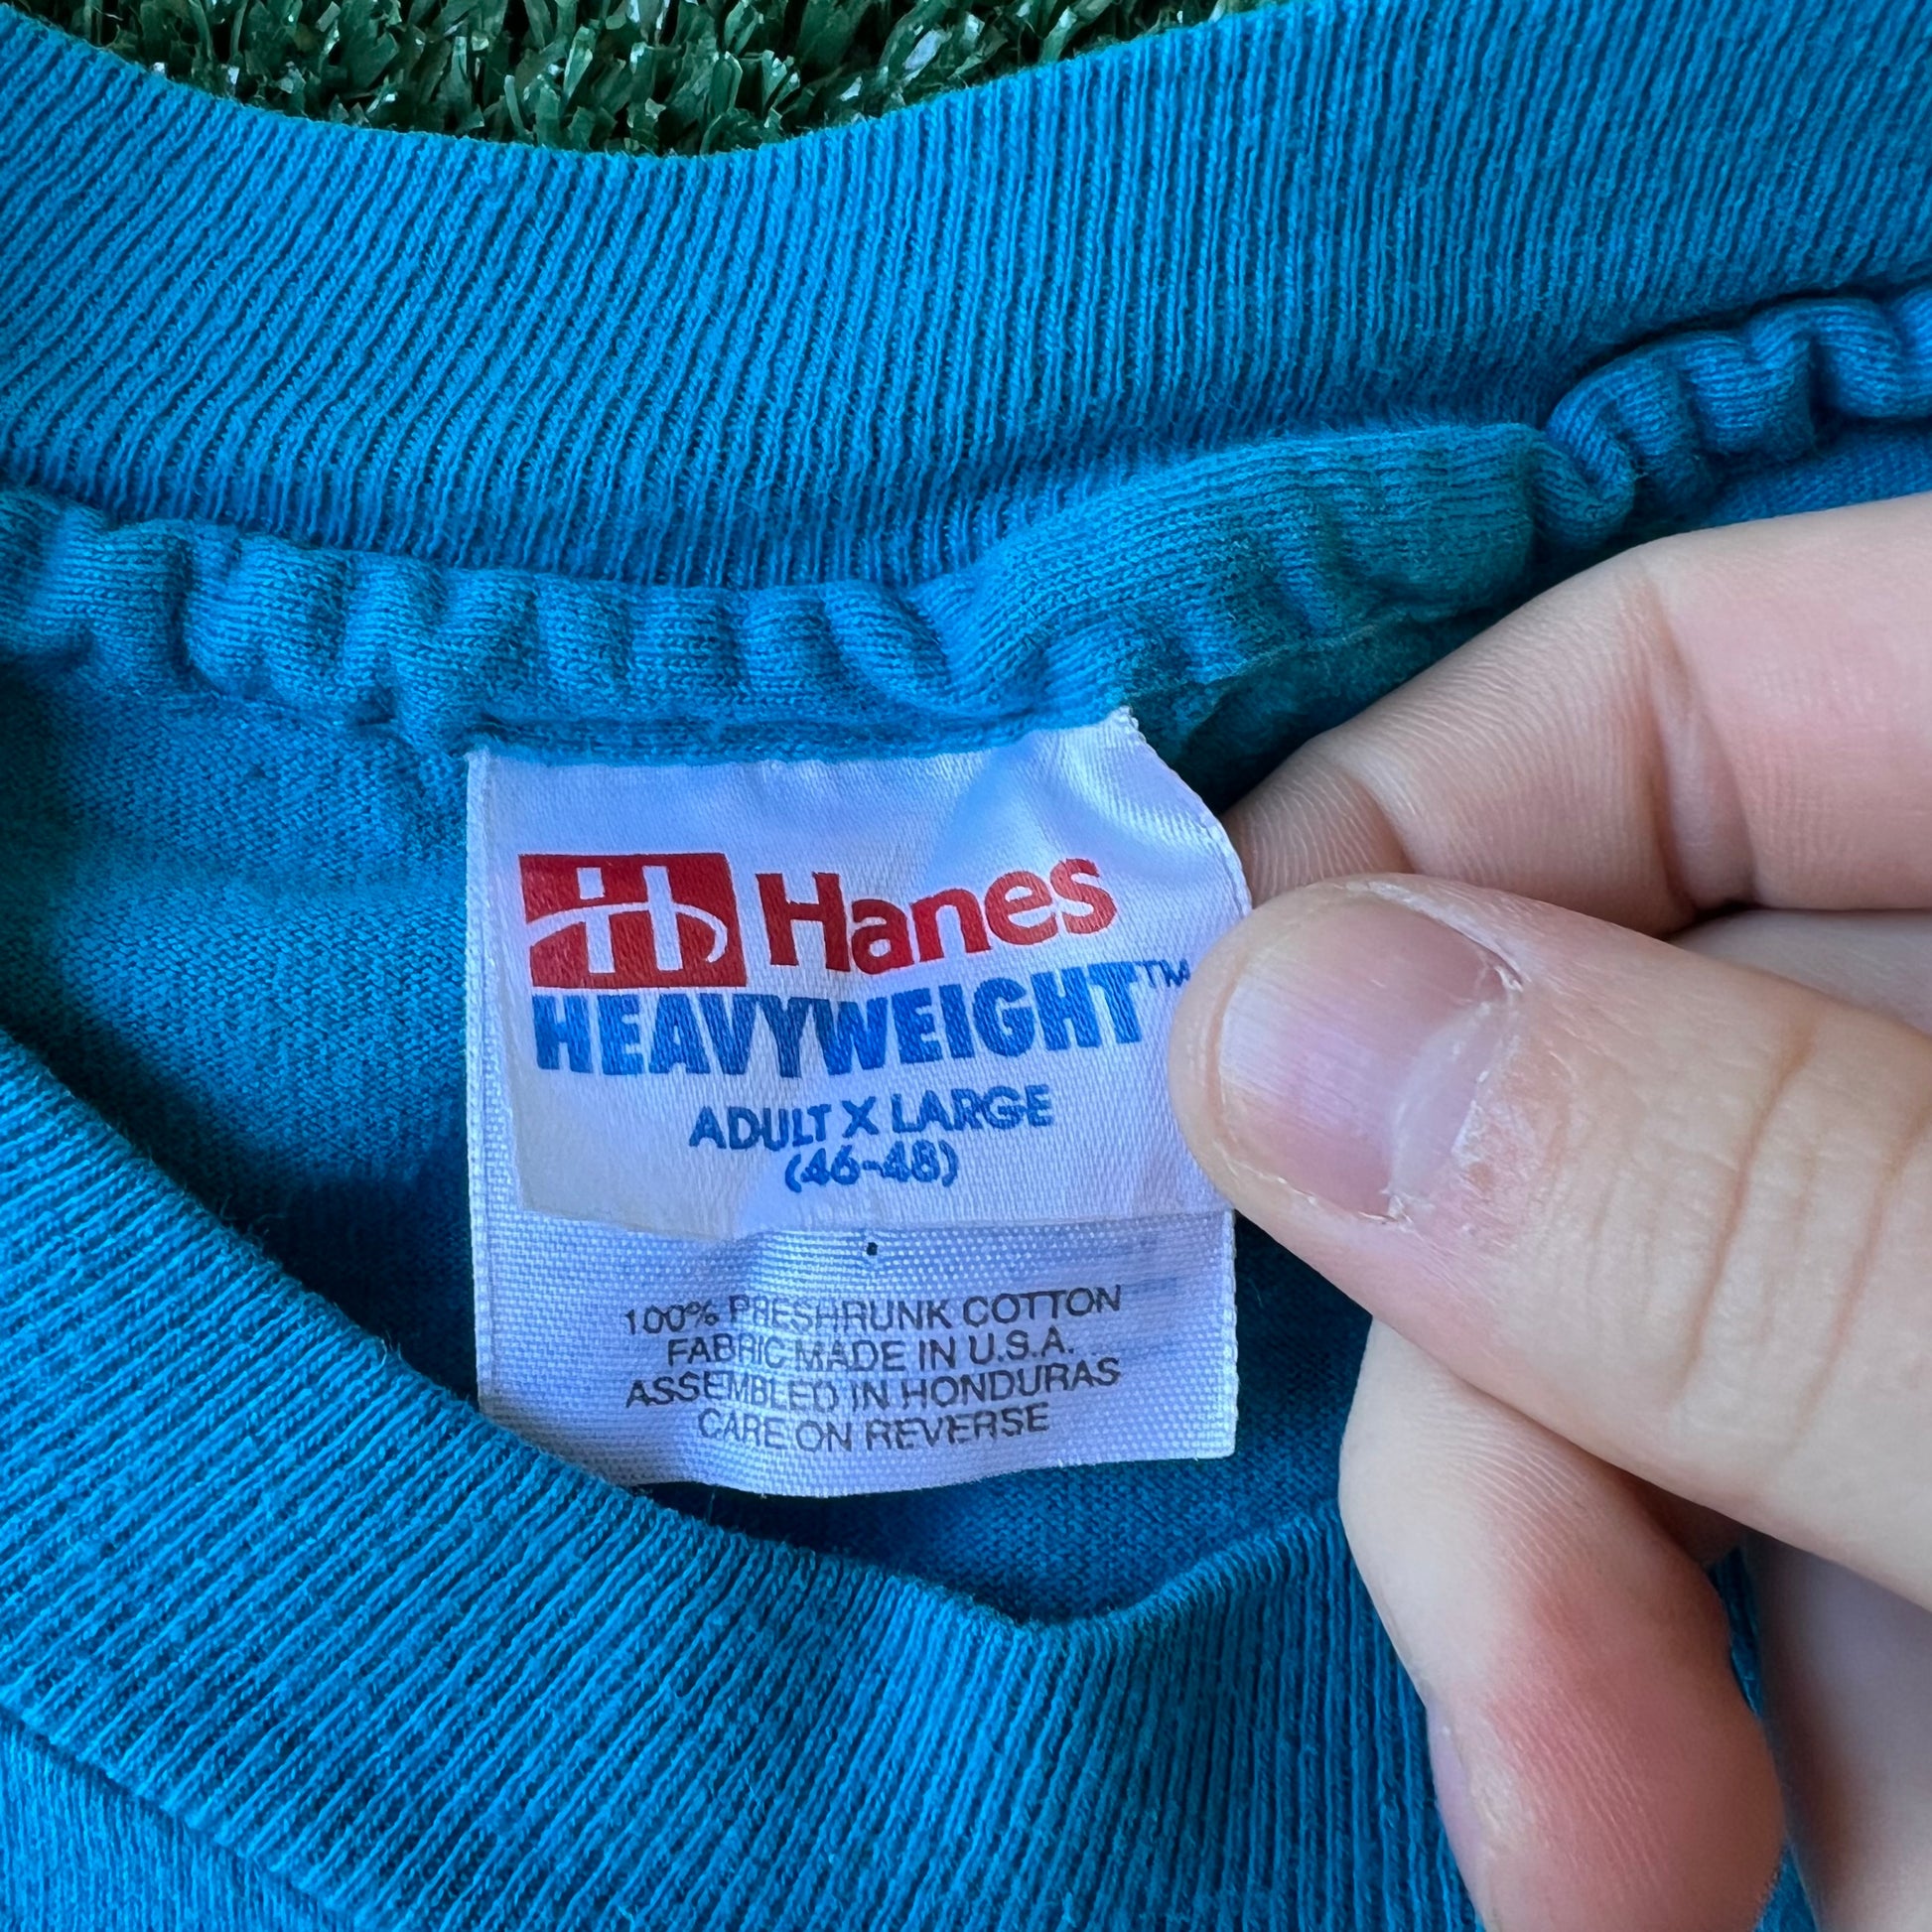 Hanes
HEAVYWEIGHT™
ADULT X LARGE
(46-48)
100% PRESHRUNK COTTON
FABRIC MADE IN U.S.A.
ASSEMBLED IN HONDURAS
CARE ON REVERSE